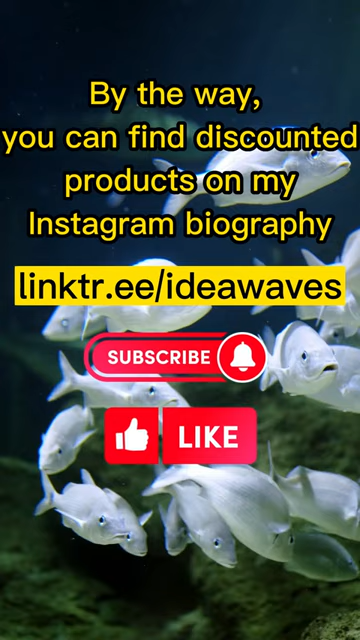 By the way,
you can find discounted
products on my
Instagram biography
linktr.ee/ideawaves
SUBSCRIBE
LIKE